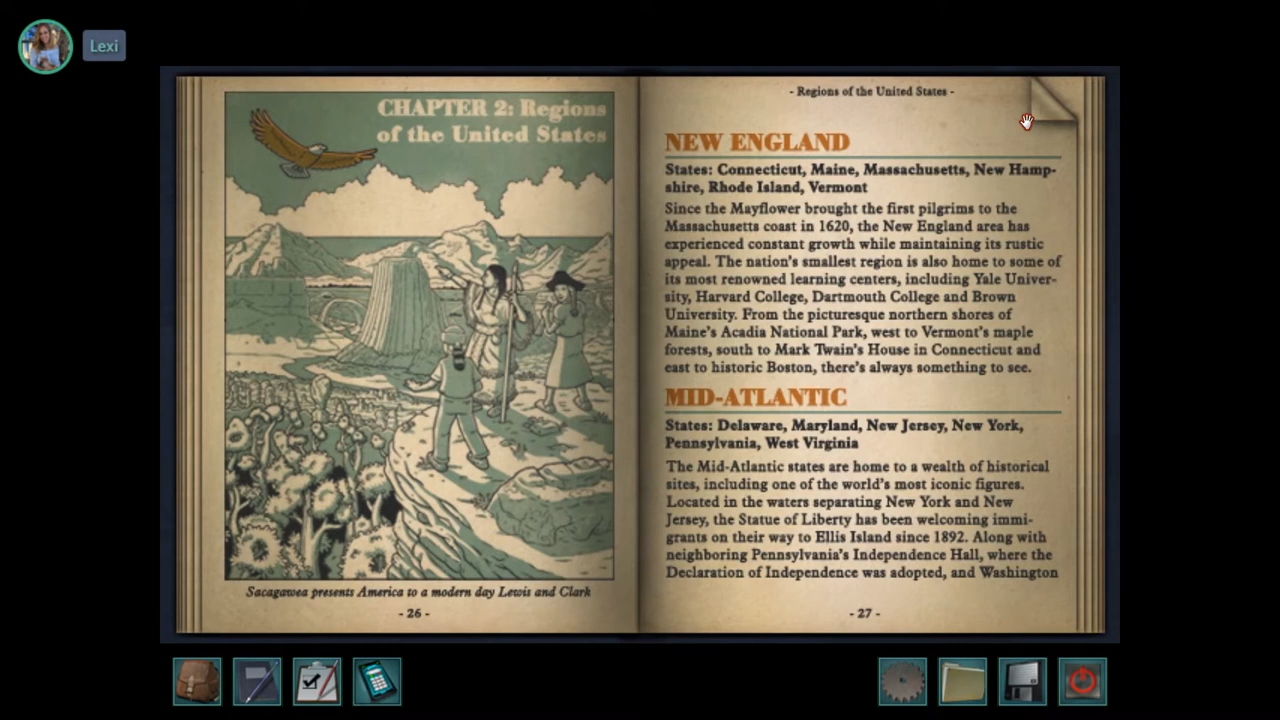 Lexi
CHAPTER 2: Regions
of the United States
Sacagawea presents America to a modern day Lewis and Clark
- 26 -
- Regions of the United States -
NEW ENGLAND
States: Connecticut, Maine, Massachusetts, New Hamp-
shire, Rhode Island, Vermont
Since the Mayflower brought the first pilgrims to the
Massachusetts coast in 1620, the New England area has
experienced constant growth while maintaining its rustic
appeal. The nation's smallest region is also home to some of
its most renowned learning centers, including Yale Univer-
sity, Harvard College, Dartmouth College and Brown
University. From the picturesque northern shores of
Maine's Acadia National Park, west to Vermont's maple
forests, south to Mark Twain's House in Connecticut and
east to historic Boston, there's always something to see.
MID-ATLANTIC
States: Delaware, Maryland, New Jersey, New York,
Pennsylvania, West Virginia
The Mid-Atlantic states are home to a wealth of historical
sites, including one of the world's most iconic figures.
Located in the waters separating New York and New
Jersey, the Statue of Liberty has been welcoming immi-
grants on their way to Ellis Island since 1892. Along with
neighboring Pennsylvania's Independence Hall, where the
Declaration of Independence was adopted, and Washington
- 27 -